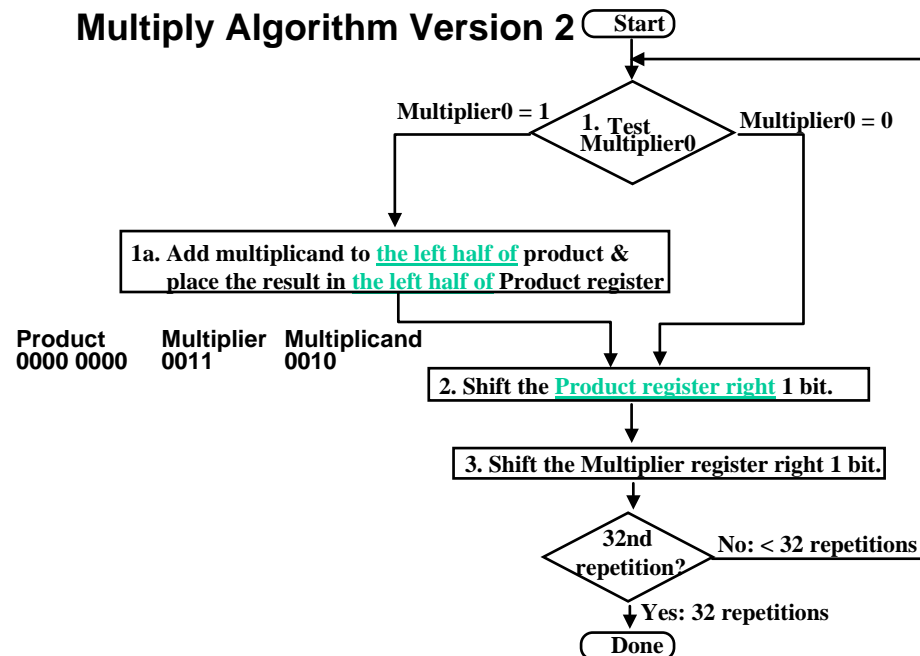 Multiply Algorithm Version 2
Start
Multiplier0 = 1
1. Test
Multiplier0
Multiplier0 = 0
1a. Add multiplicand to the left half of product &
place the result in the left half of Product register
Product Multiplier Multiplicand
0000 0000 0011 0010
2. Shift the Product register right 1 bit.
3. Shift the Multiplier register right 1 bit.
32nd
repetition?
No: < 32 repetitions
Yes: 32 repetitions
Done